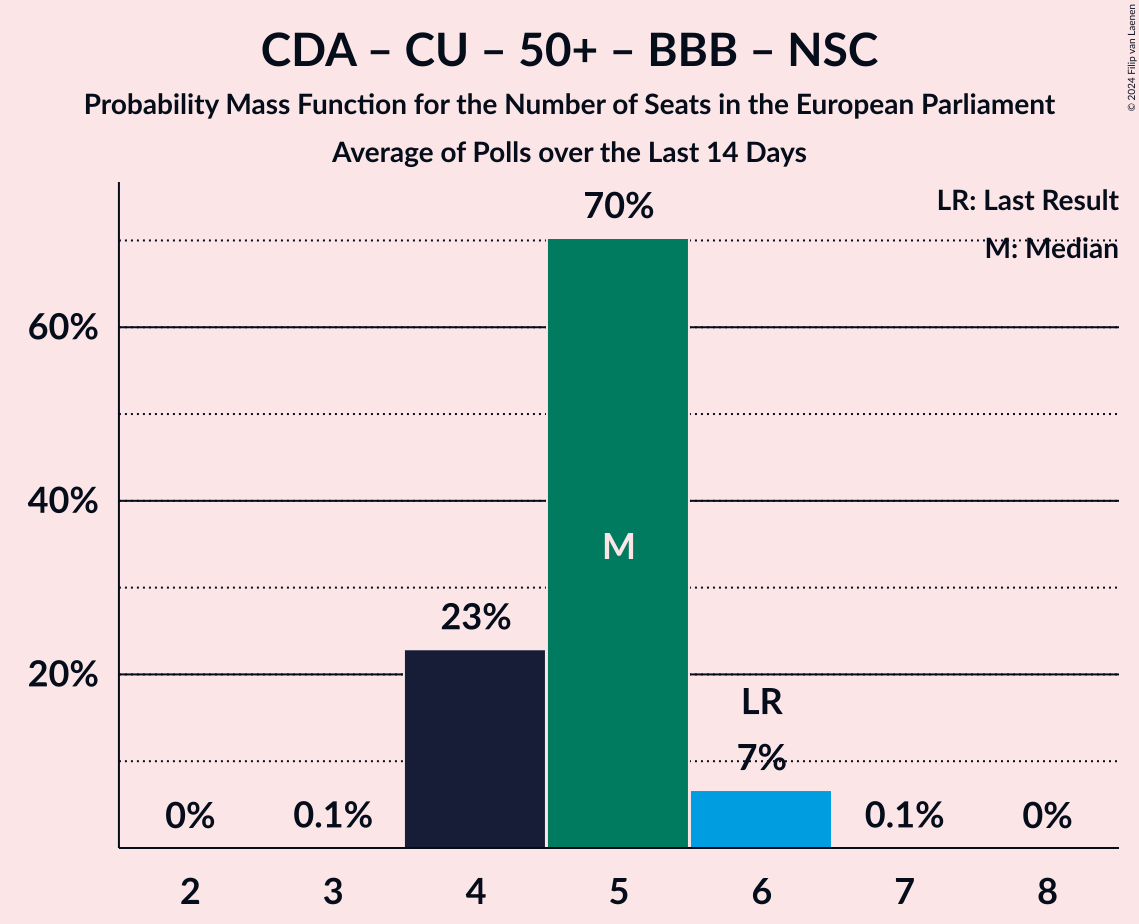 CDA – CU – 50+ – BBB – NSC
Probability Mass Function for the Number of Seats in the European Parliament
Average of Polls over the Last 14 Days
© 2024 Filip van Laenen
LR: Last Result
M: Median
70%
60%
40%
M
23%
20%
LR
7%
0%
0.1%
0.1%
0%
2
3
4
5
6
7
8